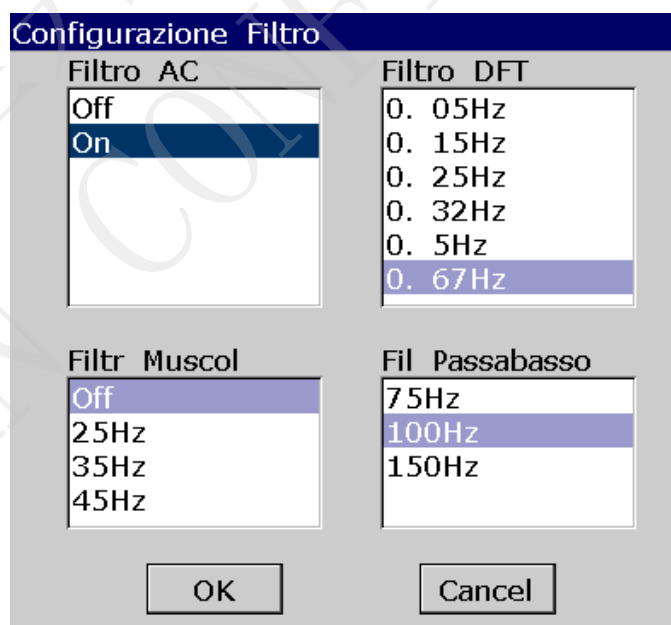 Configurazione Filtro
Filtro AC
Off
On
Filtro DFT
0. 05Hz
0. 15Hz
0. 25Hz
0. 32Hz
0. 5Hz
0. 67Hz
Filtr Muscol
Off
25Hz
35Hz
45Hz
Fil Passabasso
75Hz
100Hz
150Hz
OK
Cancel